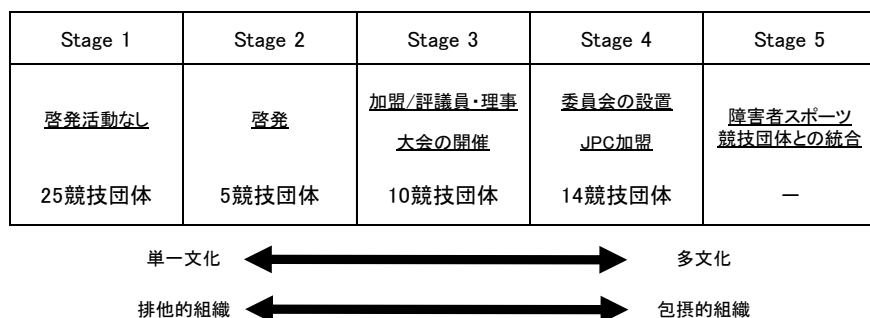 Stage 1 Stage 2 Stage 3 Stage 4 Stage 5
啓発活動なし
啓発
加盟/評議員・理事
大会の開催
委員会の設置
JPC加盟
障害者スポーツ
競技団体との統合
25競技団体 5競技団体 10競技団体 14競技団体 －
単一文化 多文化
排他的組織 包摂的組織